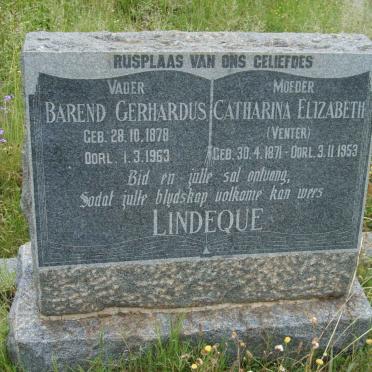 RUSPLAAS VAN ONS GELIEFDES
VADER
BAREND GERHARDUS
GEB. 28.10.1878
OORL. 1.3.1963
MOEDER
CATHARINA ELIZABETH
(VENTER)
GEB. 30.4.1871 - OORL. 3.11.1953
Bid en julle sal ontvang,
Sodat julle blydskap volkome kan wees
LINDEQUE